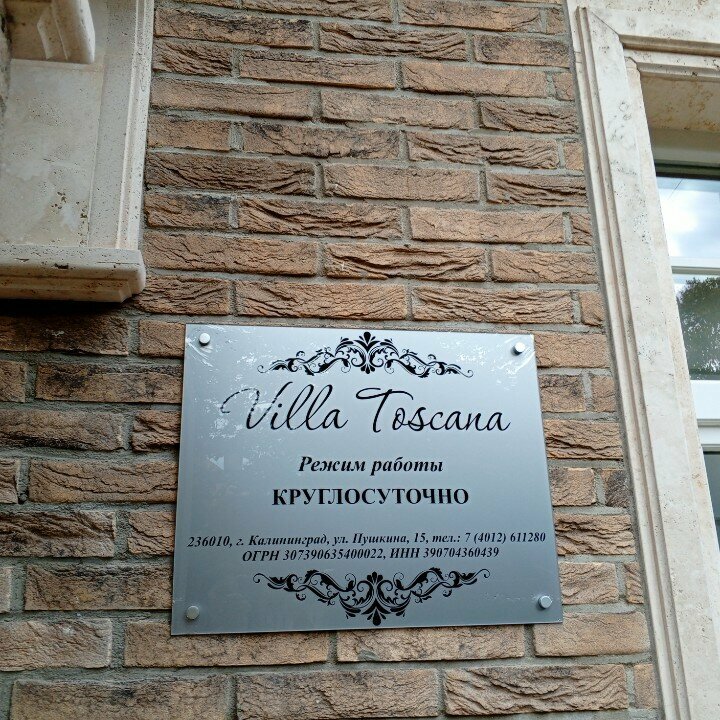 Villa Toscana
Режим работы
КРУГЛОСУТОЧНО
236010, г. Калининград, ул. Пушкина, 15, тел.: 7 (4012) 611280
ОГРН 307390635400022, ИНН 390704360439